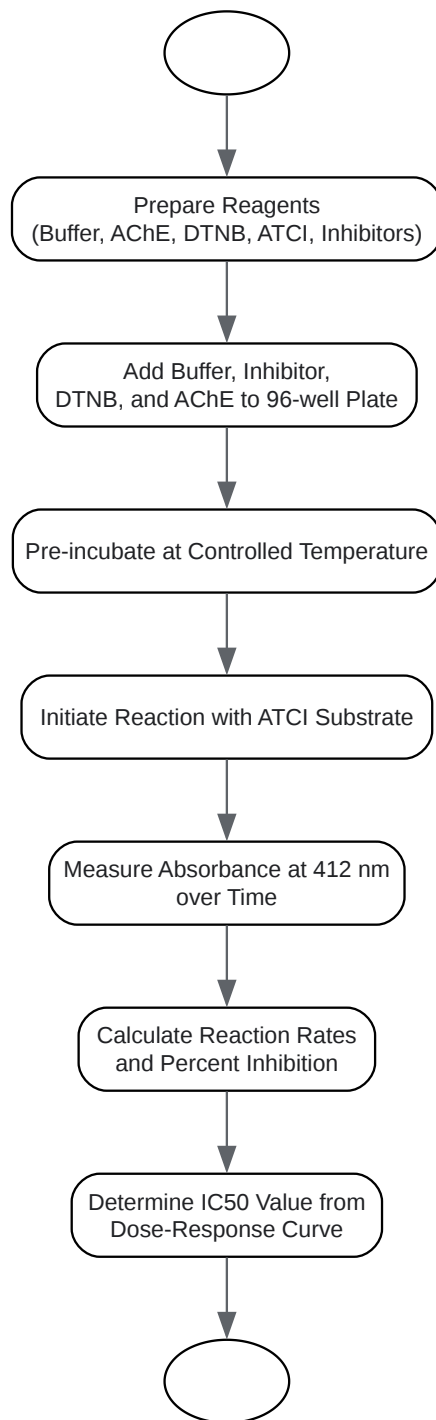 Prepare Reagents
(Buffer, AChE, DTNB, ATCI, Inhibitors)
Add Buffer, Inhibitor,
DTNB, and AChE to 96-well Plate
Pre-incubate at Controlled Temperature
Initiate Reaction with ATCI Substrate
Measure Absorbance at 412 nm
over Time
Calculate Reaction Rates
and Percent Inhibition
Determine IC50 Value from
Dose-Response Curve